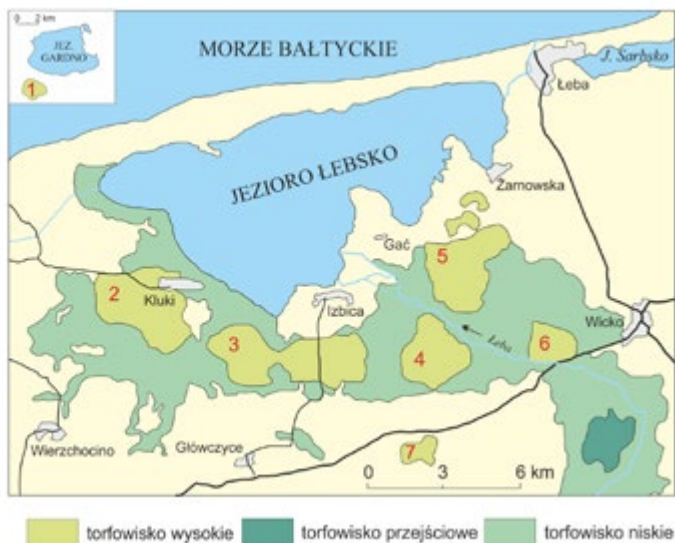 0 2 km
JEZ.
GARDNO
1
MORZE BAŁTYCKIE
J. Sarbsko
Łeba
JEZIORO ŁEBSKO
Żarnowska
Gać
5
2
Kluki
Izbica
Wicko
3
4
Łeba
6
Wierzchocino
Główczyce
7
0 3 6 km
torfowisko wysokie torfowisko przejściowe torfowisko niskie